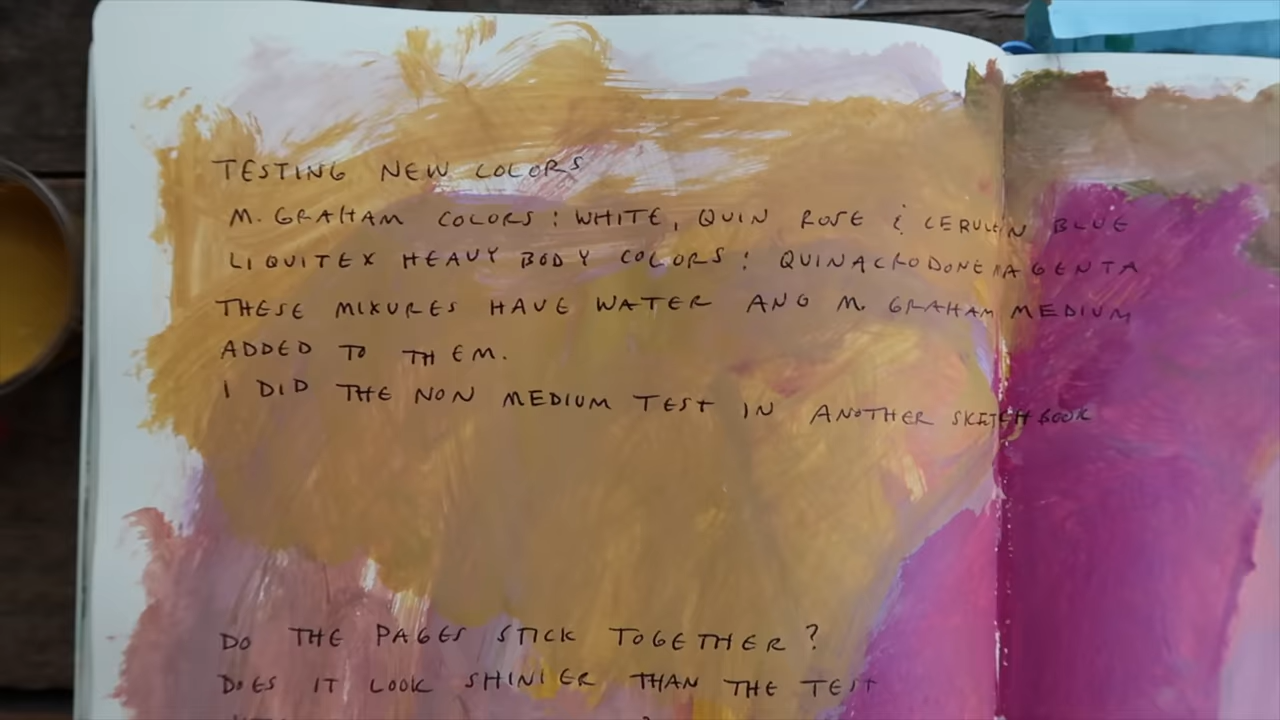 TESTING NEW COLORS
M. GRAHAM COLORS: WHITE, QUIN ROSE & CERULEN BLUE
LIQUITEX HEAVY BODY COLORS: QUINACRODONE MAGENTA
THESE MIXURES HAVE WATER AND M. GRAHAM MEDIUM
ADDED TO THEM.
I DID THE NON MEDIUM TEST IN ANOTHER SKETCHBOOK
DO THE PAGES STICK TOGETHER?
DOES IT LOOK SHINIER THAN THE TEST